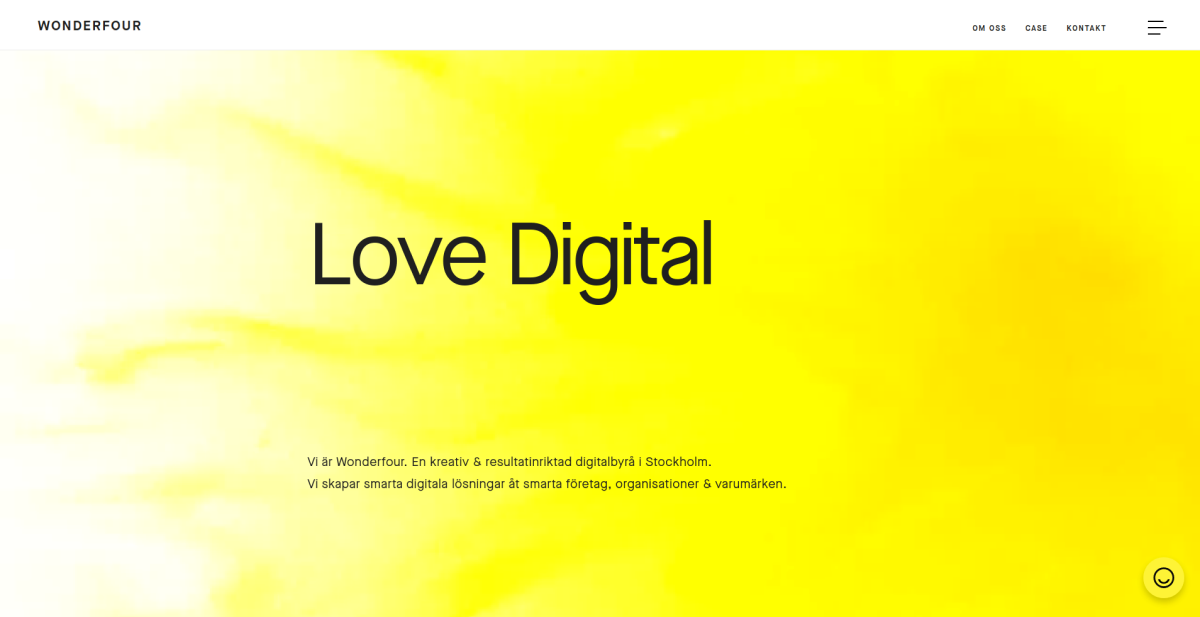 WONDERFOUR
OM OSS CASE KONTAKT
Love Digital
Vi är Wonderfour. En kreativ & resultatinriktad digitalbyrå i Stockholm.
Vi skapar smarta digitala lösningar åt smarta företag, organisationer & varumärken.